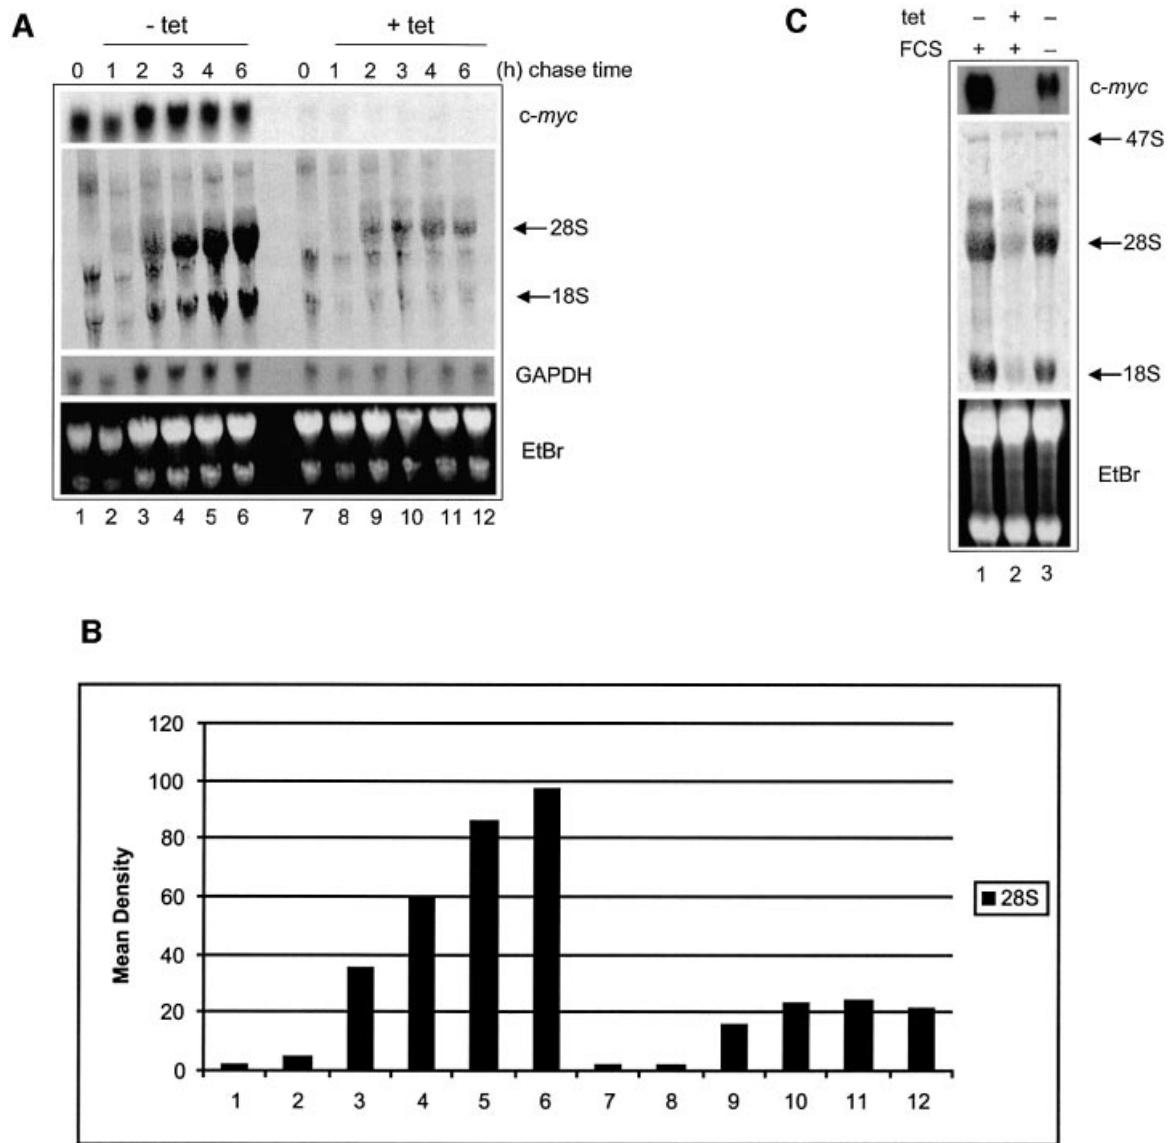 A
- tet
+ tet
0 1 2 3 4 6 0 1 2 3 4 6 (h) chase time
c-myc
28S
18S
GAPDH
EtBr
1 2 3 4 5 6 7 8 9 10 11 12
C
tet – + –
FCS + + –
c-myc
47S
28S
18S
EtBr
1 2 3
B
120
100
80
60
40
20
0
Mean Density
1 2 3 4 5 6 7 8 9 10 11 12
28S